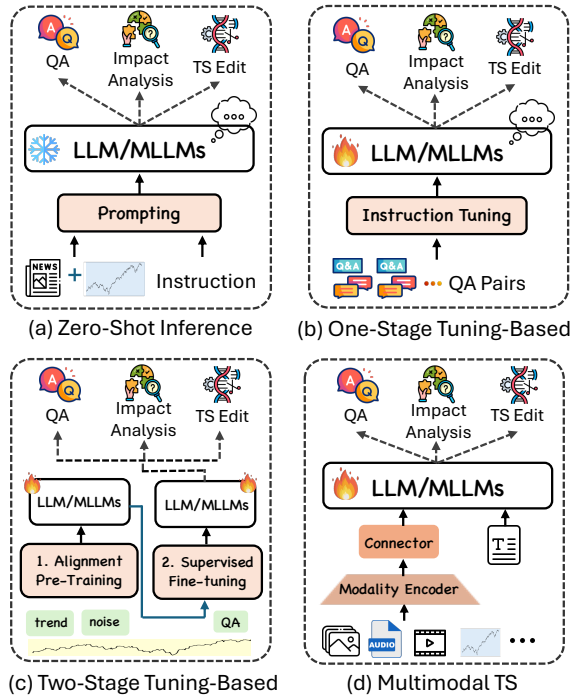 A
Q
QA
Impact
Analysis
TS Edit
LLM/MLLMs
Prompting
NEWS
+
Instruction
(a) Zero-Shot Inference
A
Q
QA
Impact
Analysis
TS Edit
LLM/MLLMs
Instruction Tuning
Q&A
Q&A
QA Pairs
(b) One-Stage Tuning-Based
A
Q
QA
Impact
Analysis
TS Edit
LLM/MLLMs
LLM/MLLMs
1. Alignment
Pre-Training
2. Supervised
Fine-tuning
trend
noise
QA
(c) Two-Stage Tuning-Based
A
Q
QA
Impact
Analysis
TS Edit
LLM/MLLMs
Connector
T
Modality Encoder
AUDIO
(d) Multimodal TS